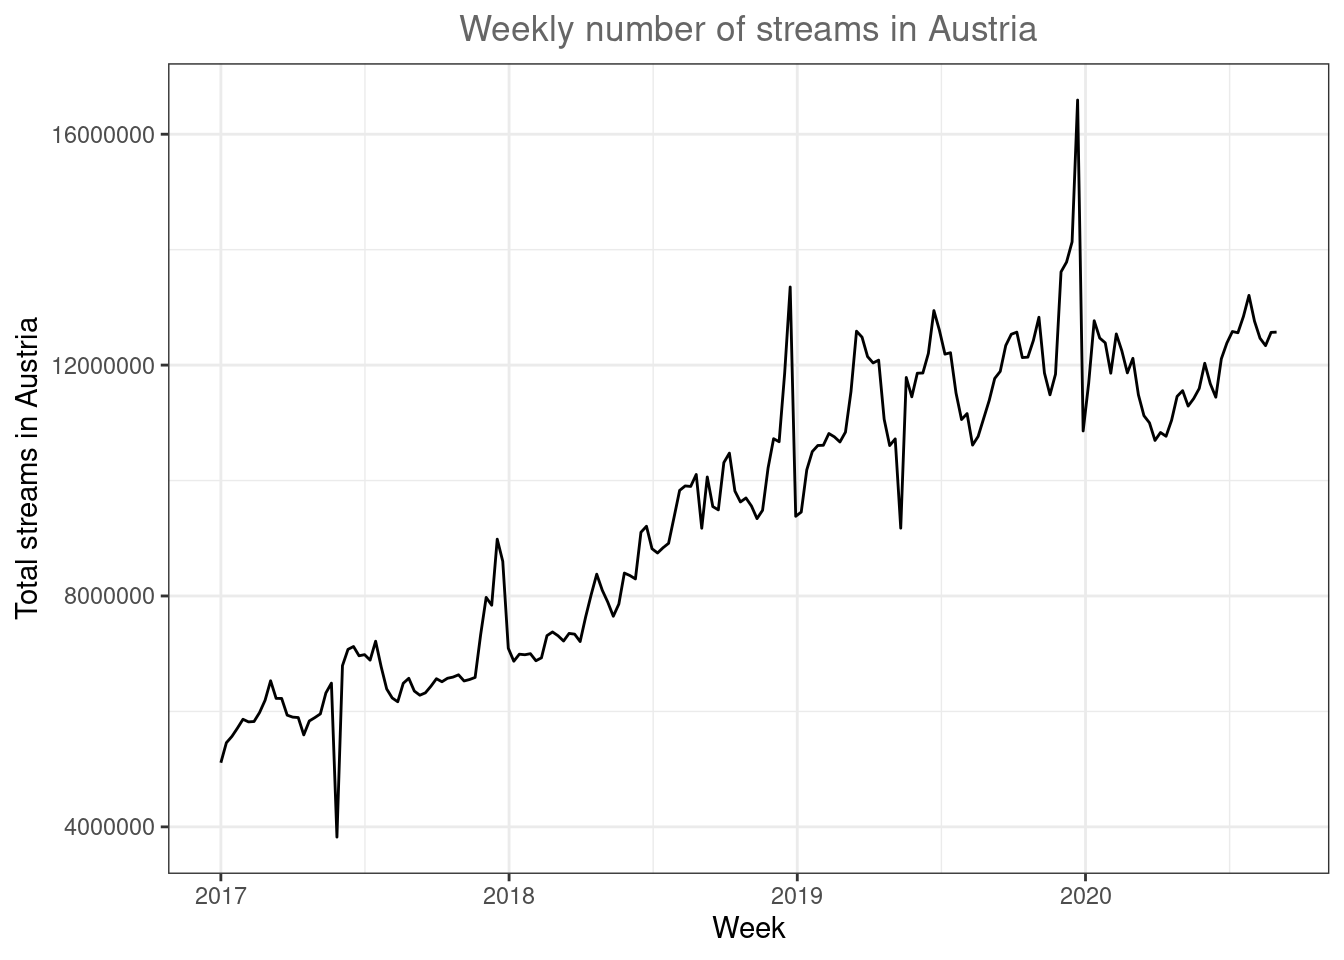 Weekly number of streams in Austria
Total streams in Austria
16000000
12000000
8000000
4000000
2017 2018 2019 2020
Week